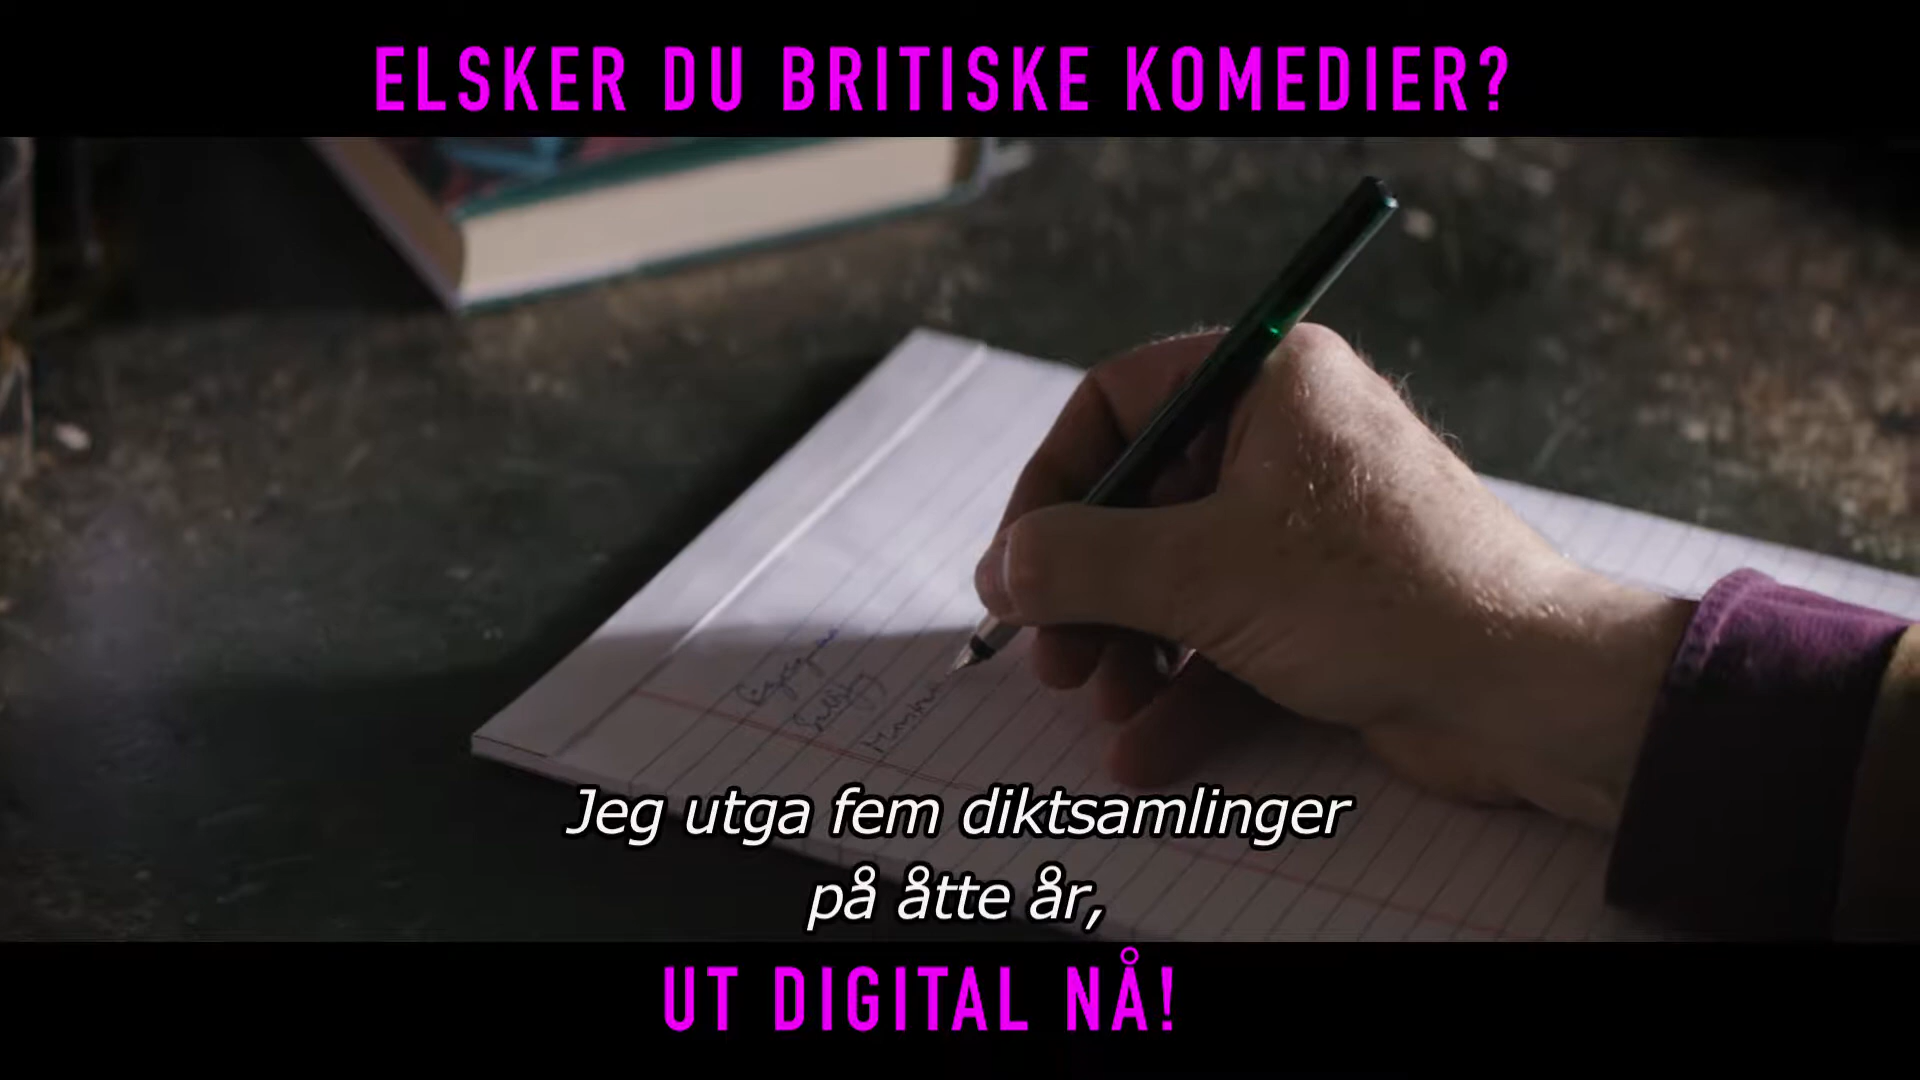 ELSKER DU BRITISKE KOMEDIER?
Jeg utga fem diktsamlinger
på åtte år,
UT DIGITAL NÅ!